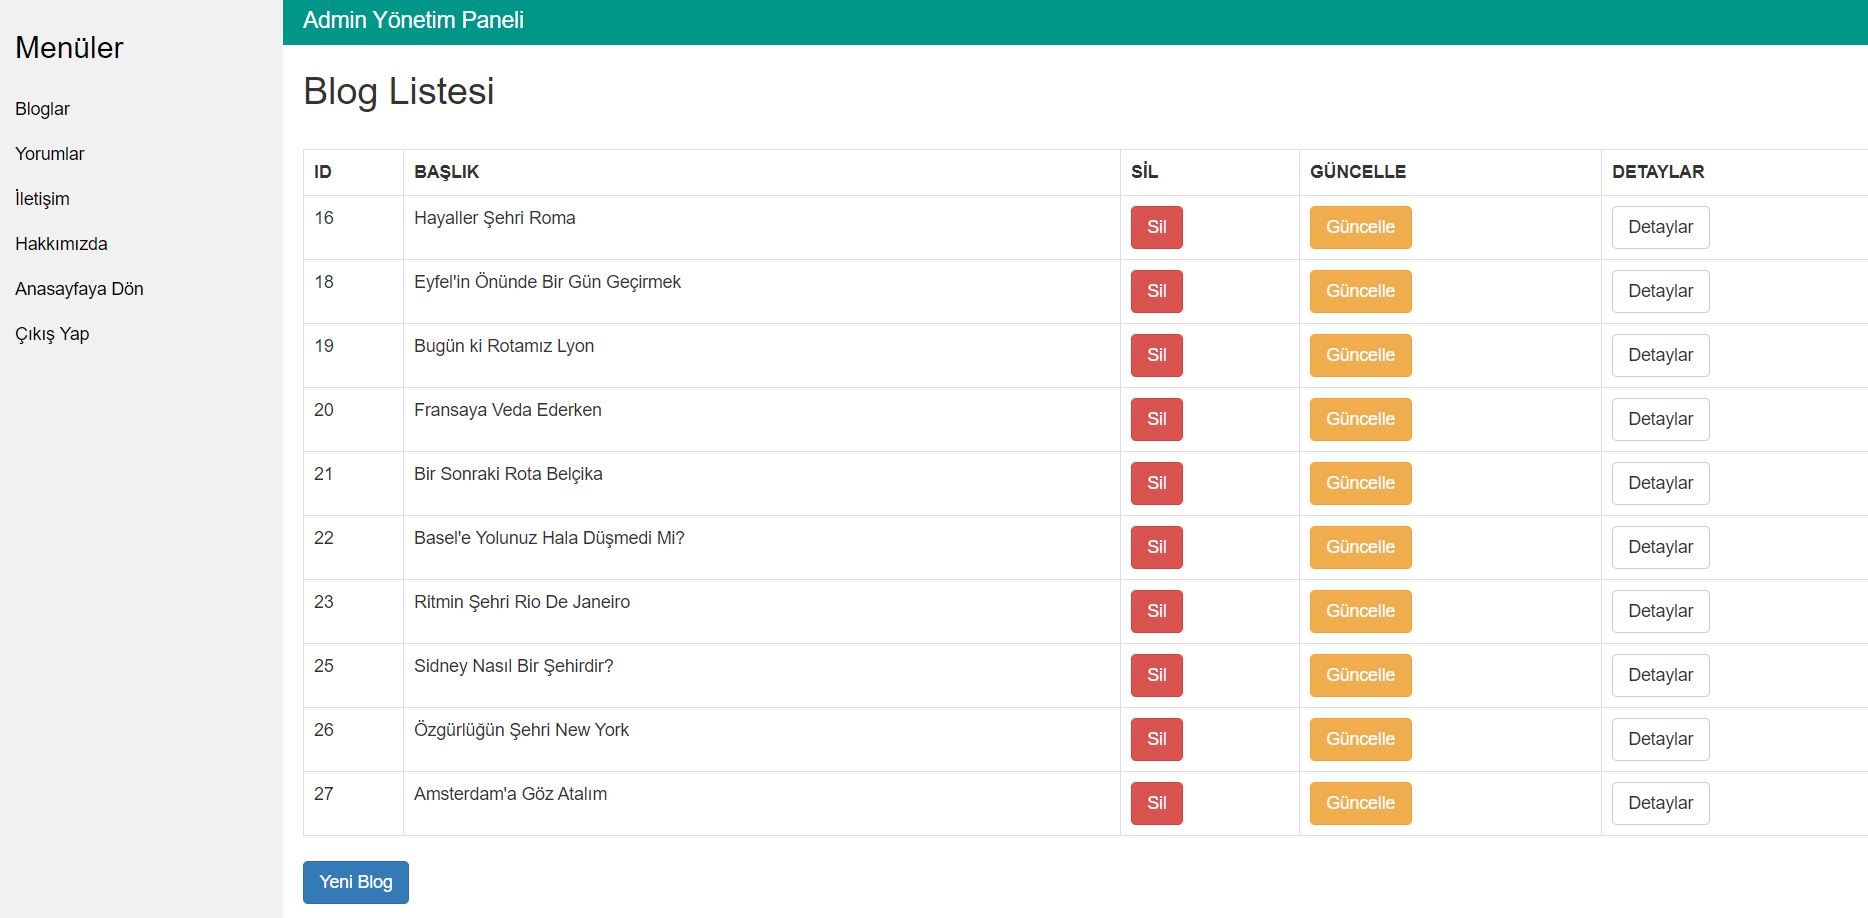 Menüler
Bloglar
Yorumlar
İletişim
Hakkımızda
Anasayfaya Dön
Çıkış Yap
Admin Yönetim Paneli
Blog Listesi
ID BAŞLIK SİL GÜNCELLE DETAYLAR
16 Hayaller Şehri Roma Sil Güncelle Detaylar
18 Eyfel'in Önünde Bir Gün Geçirmek Sil Güncelle Detaylar
19 Bugün ki Rotamız Lyon Sil Güncelle Detaylar
20 Fransaya Veda Ederken Sil Güncelle Detaylar
21 Bir Sonraki Rota Belçika Sil Güncelle Detaylar
22 Basel'e Yolunuz Hala Düşmedi Mi? Sil Güncelle Detaylar
23 Ritmin Şehri Rio De Janeiro Sil Güncelle Detaylar
25 Sidney Nasıl Bir Şehirdir? Sil Güncelle Detaylar
26 Özgürlüğün Şehri New York Sil Güncelle Detaylar
27 Amsterdam'a Göz Atalım Sil Güncelle Detaylar
Yeni Blog